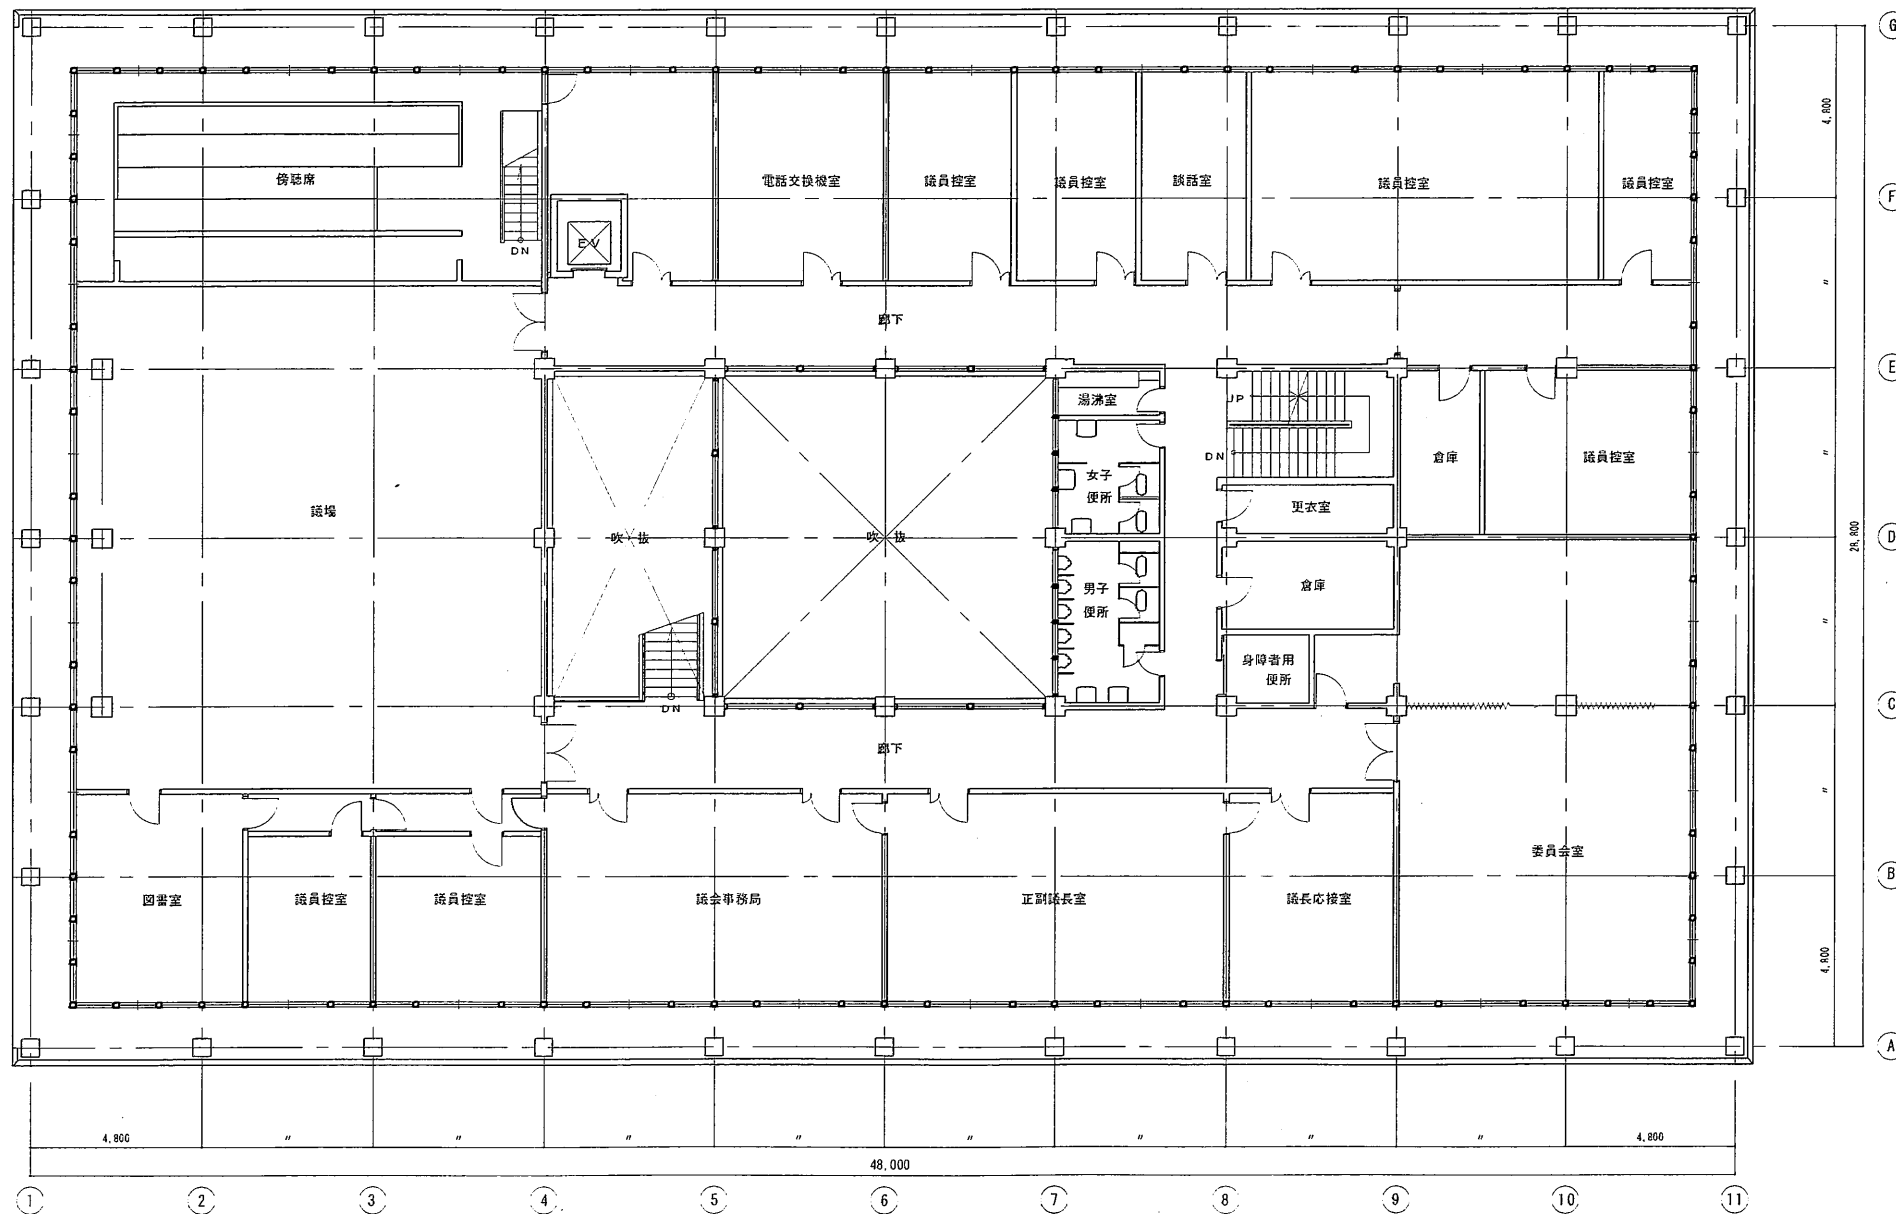 G
4,800
傍聴席
電話交換機室
議員控室
議員控室
談話室
議員控室
議員控室
F
EV
DN
〃
廊下
E
湯沸室
UP
DN
倉庫
議員控室
〃
女子
便所
更衣室
議場
吹 抜
吹 抜
28,800
D
男子
便所
倉庫
〃
身障者用
便所
DN
C
廊下
〃
委員会室
B
図書室
議員控室
議員控室
議会事務局
正副議長室
議長応接室
4,800
A
4,800 〃 〃 〃 〃 〃 〃 〃 〃 4,800
48,000
1 2 3 4 5 6 7 8 9 10 11